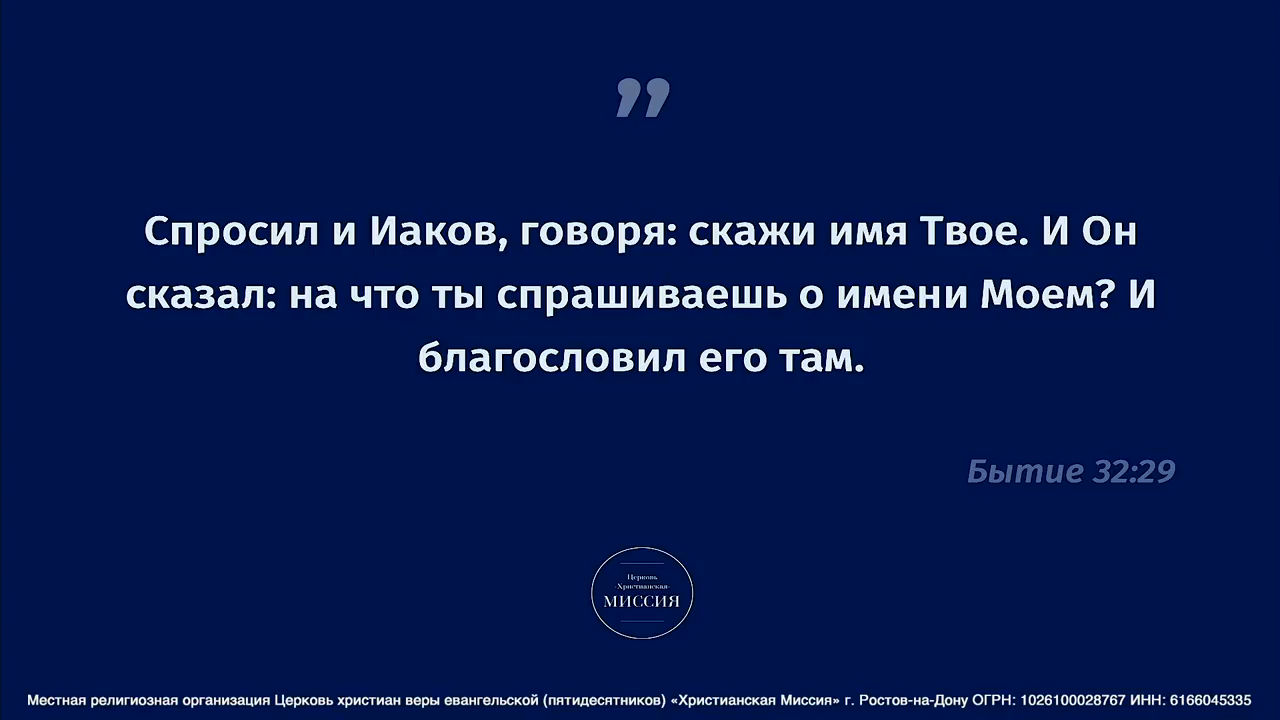 ”
Спросил и Иаков, говоря: скажи имя Твое. И Он
сказал: на что ты спрашиваешь о имени Моем? И
благословил его там.
Бытие 32:29
Церковь
«Христианская
МИССИЯ
Местная религиозная организация Церковь христиан веры евангельской (пятидесятников) «Христианская Миссия» г. Ростов-на-Дону ОГРН: 1026100028767 ИНН: 6166045335